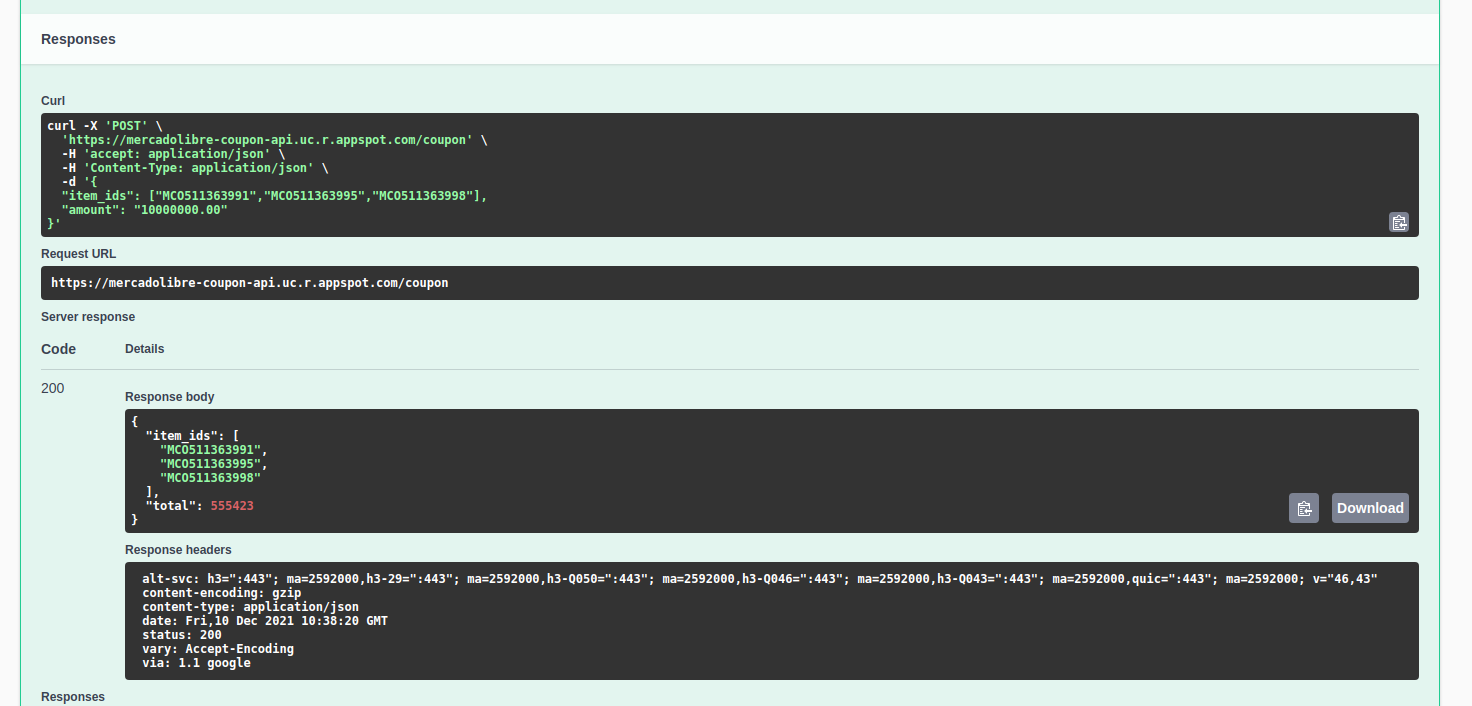 Responses
Curl
curl -X 'POST' \
  'https://mercadolibre-coupon-api.uc.r.appspot.com/coupon' \
  -H 'accept: application/json' \
  -H 'Content-Type: application/json' \
  -d '{
  "item_ids": ["MCO511363991","MCO511363995","MCO511363998"],
  "amount": "10000000.00"
}'
Request URL
https://mercadolibre-coupon-api.uc.r.appspot.com/coupon
Server response
Code Details
200
Response body
{
  "item_ids": [
    "MCO511363991",
    "MCO511363995",
    "MCO511363998"
  ],
  "total": 555423
}
Download
Response headers
alt-svc: h3=":443"; ma=2592000,h3-29=":443"; ma=2592000,h3-Q050=":443"; ma=2592000,h3-Q046=":443"; ma=2592000,h3-Q043=":443"; ma=2592000,quic=":443"; ma=2592000; v="46,43"
content-encoding: gzip
content-type: application/json
date: Fri,10 Dec 2021 10:38:20 GMT
status: 200
vary: Accept-Encoding
via: 1.1 google
Responses